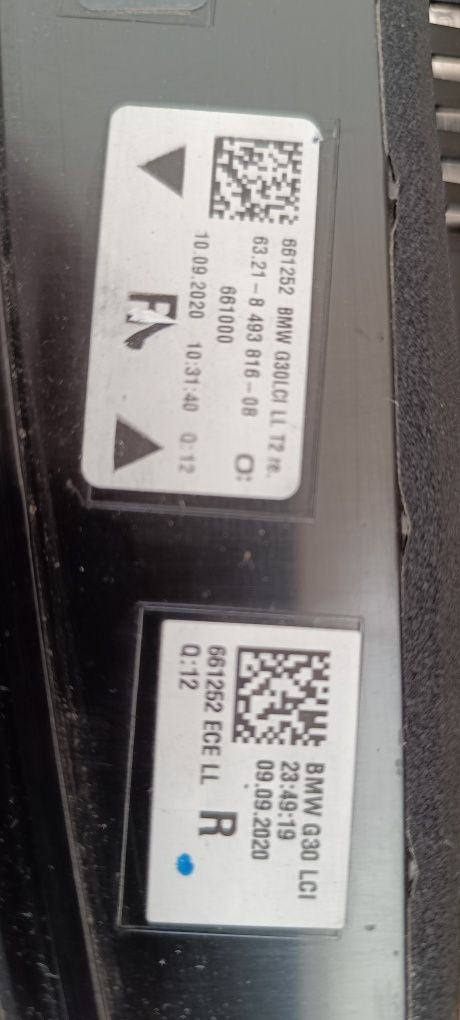 661252 BMW G30LCI LL T2 re.
63.21-8 493 816-08 O:
661000
10.09.2020 10:31:40 Q:12
BMW G30 LCI
23:49:19
09.09.2020
R
661252 ECE LL
Q:12